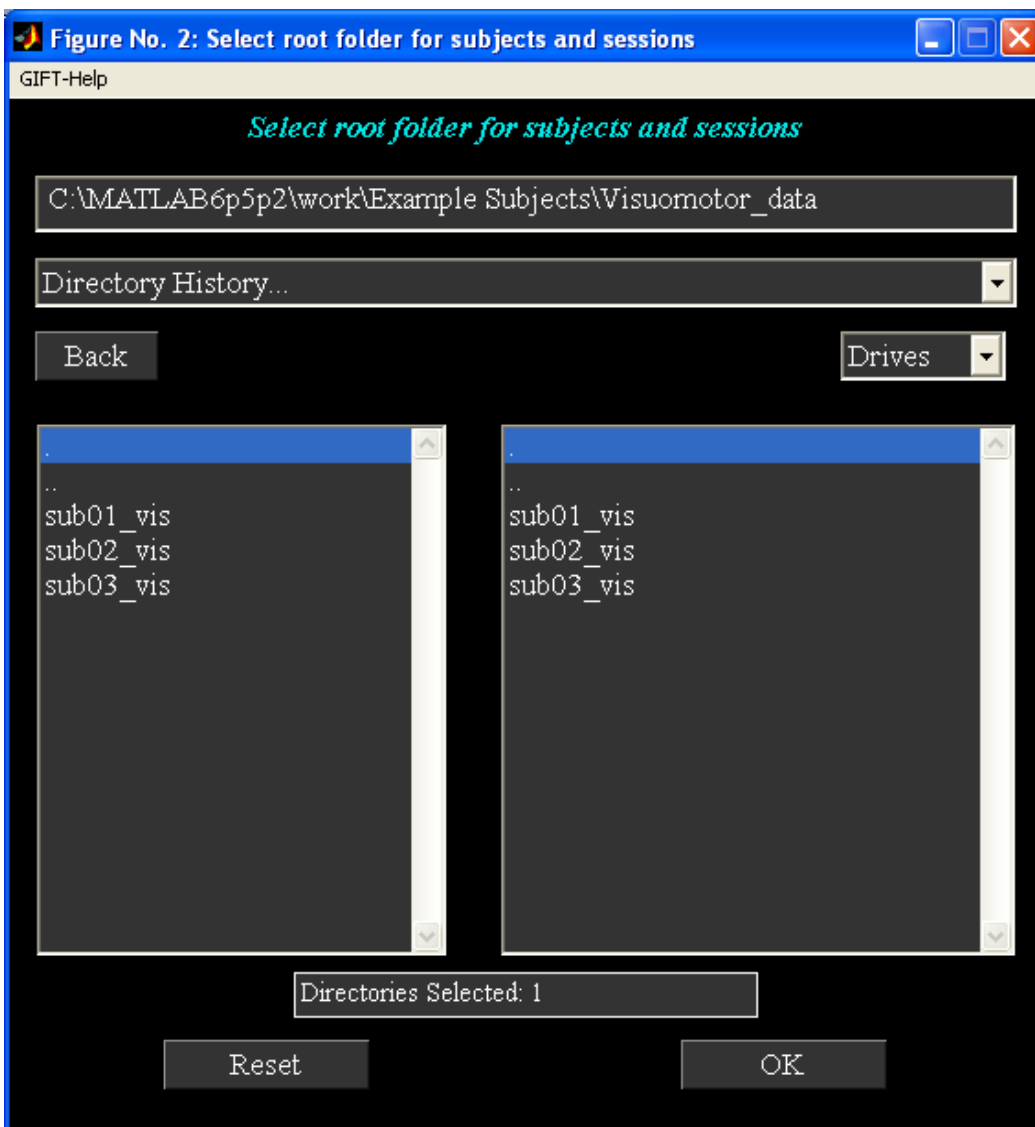 Figure No. 2: Select root folder for subjects and sessions
GIFT-Help
Select root folder for subjects and sessions
C:\MATLAB6p5p2\work\Example Subjects\Visuomotor_data
Directory History...
Back
Drives
.
..
sub01_vis
sub02_vis
sub03_vis
.
..
sub01_vis
sub02_vis
sub03_vis
Directories Selected: 1
Reset
OK